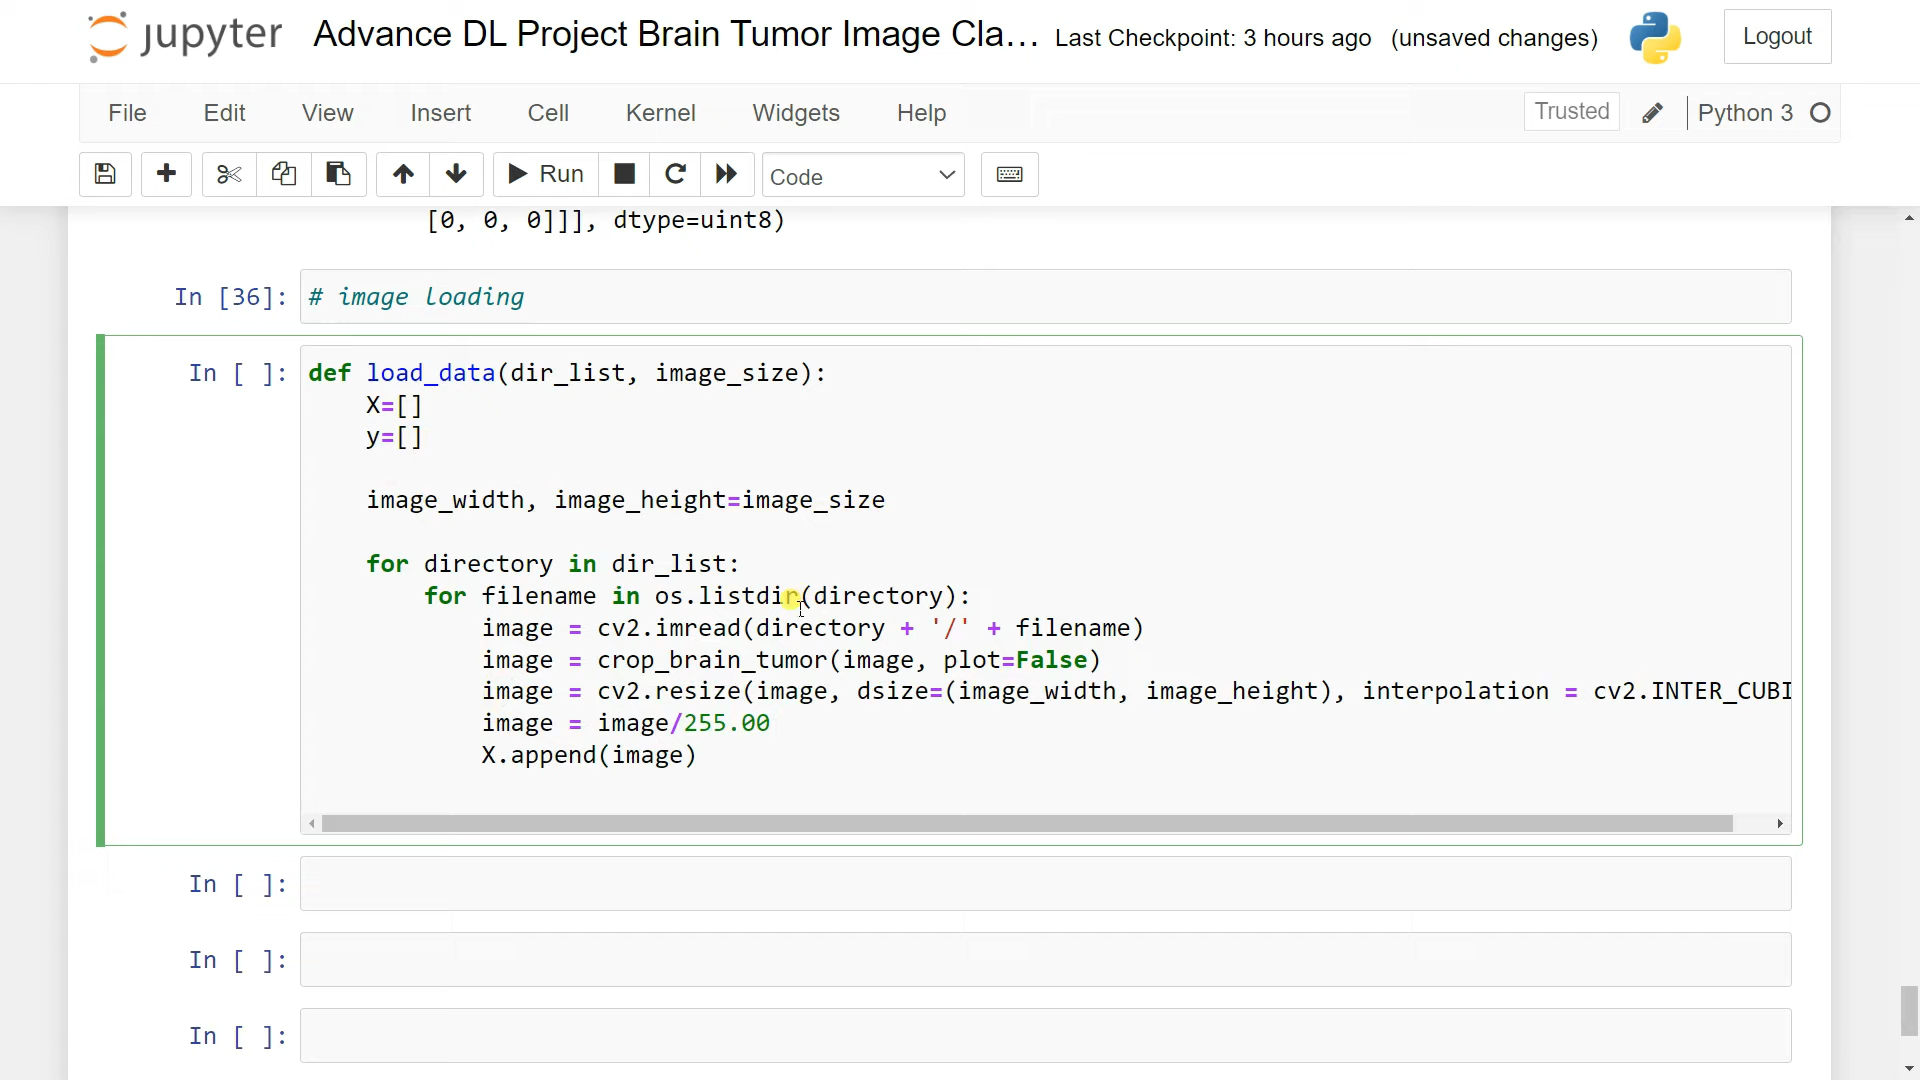 jupyter Advance DL Project Brain Tumor Image Cla... Last Checkpoint: 3 hours ago (unsaved changes) Logout
File Edit View Insert Cell Kernel Widgets Help Trusted Python 3
Run Code
[0, 0, 0]]], dtype=uint8)
In [36]: # image loading
In [ ]: def load_data(dir_list, image_size):
X=[]
y=[]
image_width, image_height=image_size
for directory in dir_list:
for filename in os.listdir(directory):
image = cv2.imread(directory + '/' + filename)
image = crop_brain_tumor(image, plot=False)
image = cv2.resize(image, dsize=(image_width, image_height), interpolation = cv2.INTER_CUBI
image = image/255.00
X.append(image)
In [ ]:
In [ ]:
In [ ]: